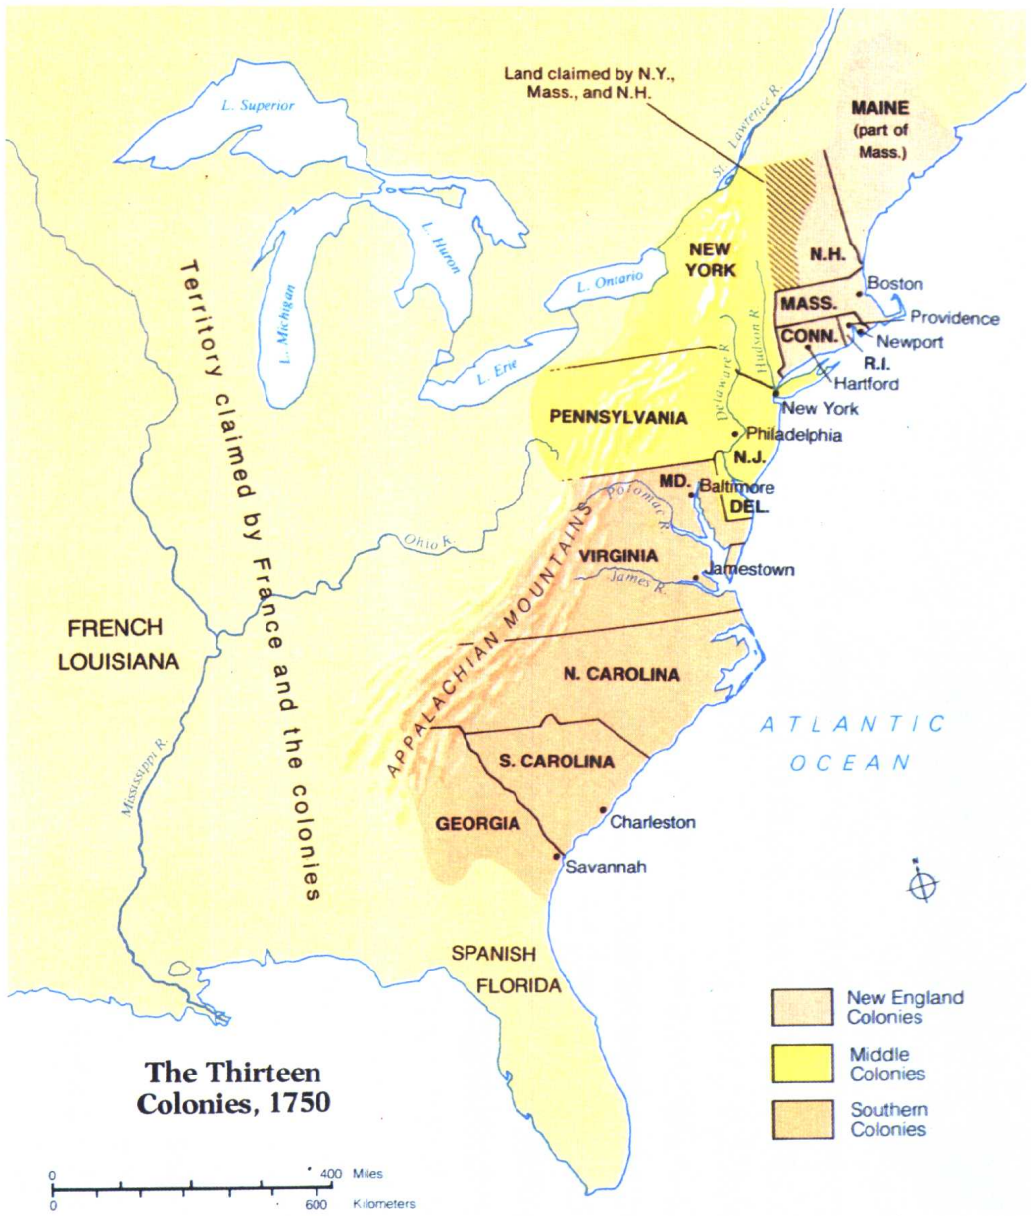 Land claimed by N.Y.,
Mass., and N.H.
St. Lawrence R.
MAINE
(part of
Mass.)
L. Superior
L. Huron
L. Michigan
L. Ontario
L. Erie
NEW
YORK
N.H.
Boston
MASS.
Providence
CONN.
Newport
R.I.
Hartford
Hudson R
Delaware R
New York
PENNSYLVANIA
Philadelphia
N.J.
MD.
Baltimore
DEL.
Potomac R.
Ohio R.
VIRGINIA
Jamestown
James R.
Territory claimed by France and the colonies
APPALACHIAN MOUNTAINS
FRENCH
LOUISIANA
N. CAROLINA
ATLANTIC
OCEAN
Mississippi R.
S. CAROLINA
GEORGIA
Charleston
Savannah
SPANISH
FLORIDA
New England
Colonies
Middle
Colonies
Southern
Colonies
The Thirteen
Colonies, 1750
0 400 Miles
0 600 Kilometers